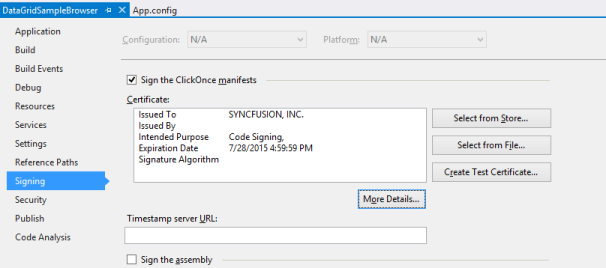 DataGridSampleBrowser App.config
Application
Build
Build Events
Debug
Resources
Services
Settings
Reference Paths
Signing
Security
Publish
Code Analysis
Configuration: N/A Platform: N/A
Sign the ClickOnce manifests
Certificate:
Issued To SYNCFUSION, INC.
Issued By
Intended Purpose Code Signing,
Expiration Date 7/28/2015 4:59:59 PM
Signature Algorithm
Select from Store...
Select from File...
Create Test Certificate...
More Details...
Timestamp server URL:
Sign the assembly